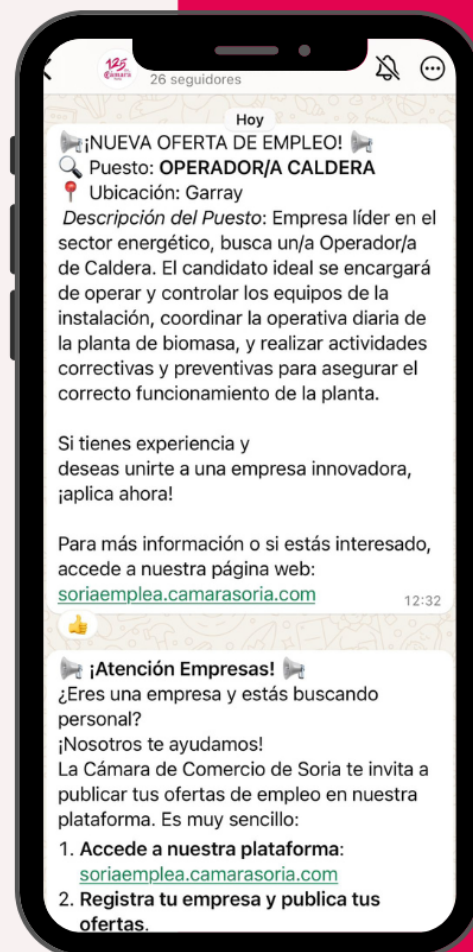 125
Cámara
26 seguidores
Hoy
📢¡NUEVA OFERTA DE EMPLEO! 📢
🔍 Puesto: OPERADOR/A CALDERA
📍 Ubicación: Garray
Descripción del Puesto: Empresa líder en el
sector energético, busca un/a Operador/a
de Caldera. El candidato ideal se encargará
de operar y controlar los equipos de la
instalación, coordinar la operativa diaria de
la planta de biomasa, y realizar actividades
correctivas y preventivas para asegurar el
correcto funcionamiento de la planta.
Si tienes experiencia y
deseas unirte a una empresa innovadora,
¡aplica ahora!
Para más información o si estás interesado,
accede a nuestra página web:
soriaemplea.camarasoria.com
12:32
👍
📢 ¡Atención Empresas! 📢
¿Eres una empresa y estás buscando
personal?
¡Nosotros te ayudamos!
La Cámara de Comercio de Soria te invita a
publicar tus ofertas de empleo en nuestra
plataforma. Es muy sencillo:
1. Accede a nuestra plataforma:
soriaemplea.camarasoria.com
2. Registra tu empresa y publica tus
ofertas.